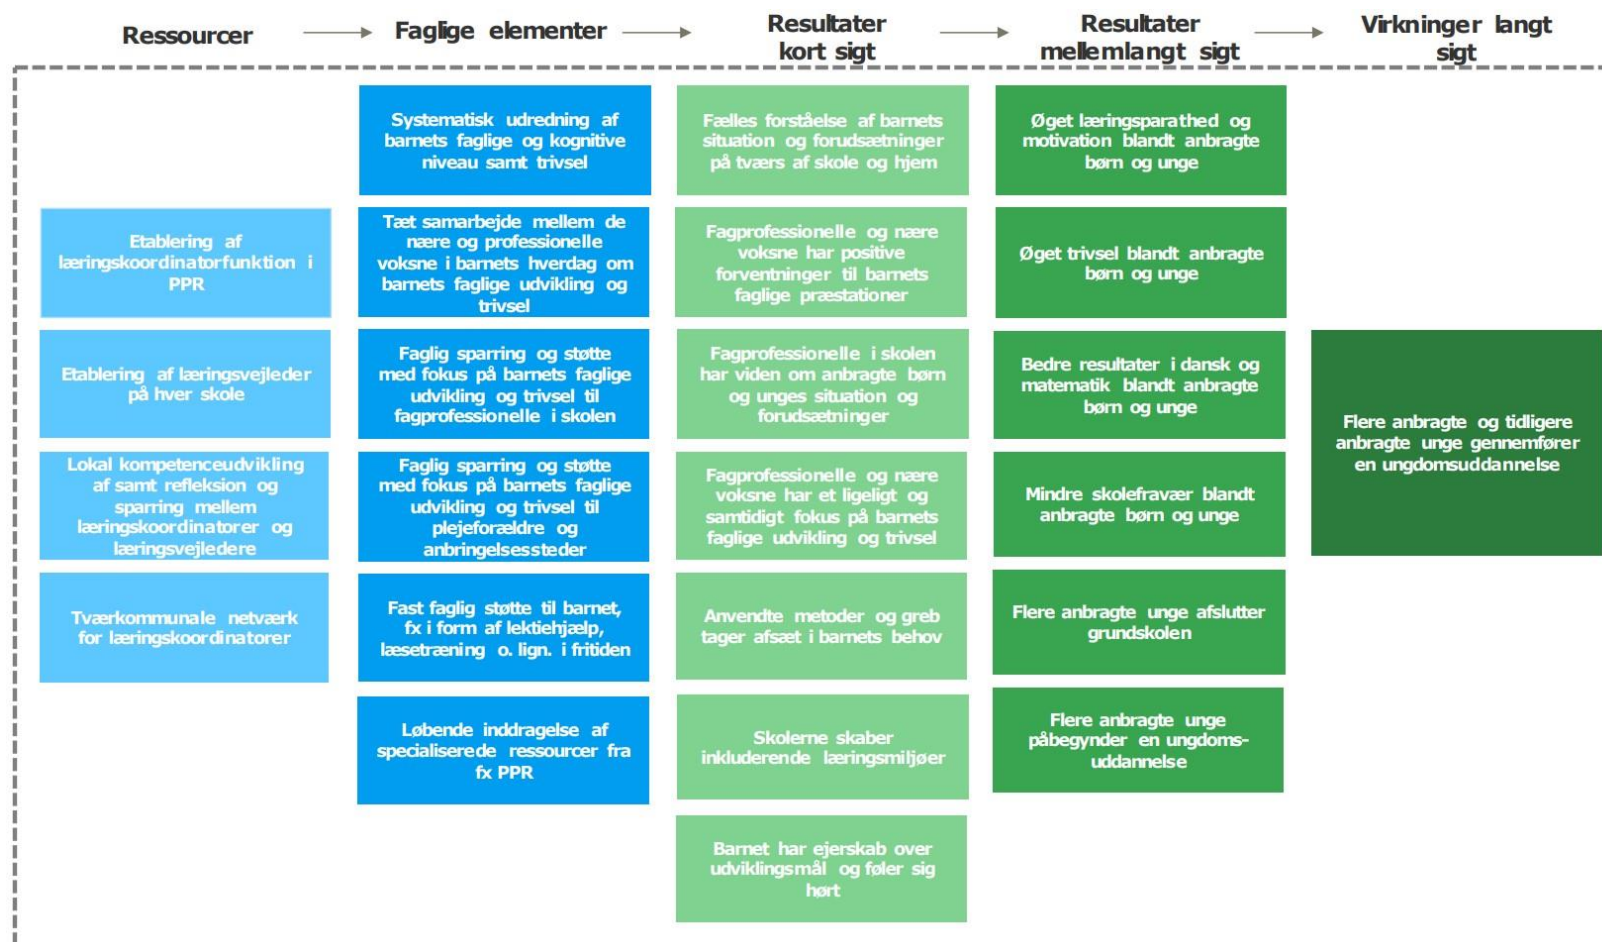 Ressourcer
Faglige elementer
Resultater
kort sigt
Resultater
mellemlangt sigt
Virkninger langt
sigt
Etablering af
læringskoordinatorfunktion i
PPR
Etablering af læringsvejleder
på hver skole
Lokal kompetenceudvikling
af samt refleksion og
sparring mellem
læringskoordinatorer og
læringsvejledere
Tværkommunale netværk
for læringskoordinatorer
Systematisk udredning af
barnets faglige og kognitive
niveau samt trivsel
Tæt samarbejde mellem de
nære og professionelle
voksne i barnets hverdag om
barnets faglige udvikling og
trivsel
Faglig sparring og støtte
med fokus på barnets faglige
udvikling og trivsel til
fagprofessionelle i skolen
Faglig sparring og støtte
med fokus på barnets faglige
udvikling og trivsel til
plejeforældre og
anbringelsessteder
Fast faglig støtte til barnet,
fx i form af lektiehjælp,
læsetræning o. lign. i fritiden
Løbende inddragelse af
specialiserede ressourcer fra
fx PPR
Fælles forståelse af barnets
situation og forudsætninger
på tværs af skole og hjem
Fagprofessionelle og nære
voksne har positive
forventninger til barnets
faglige præstationer
Fagprofessionelle i skolen
har viden om anbragte børn
og unges situation og
forudsætninger
Fagprofessionelle og nære
voksne har et ligeligt og
samtidigt fokus på barnets
faglige udvikling og trivsel
Anvendte metoder og greb
tager afsæt i barnets behov
Skolerne skaber
inkluderende læringsmiljøer
Barnet har ejerskab over
udviklingsmål og føler sig
hørt
Øget læringsparathed og
motivation blandt anbragte
børn og unge
Øget trivsel blandt anbragte
børn og unge
Bedre resultater i dansk og
matematik blandt anbragte
børn og unge
Mindre skolefravær blandt
anbragte børn og unge
Flere anbragte unge afslutter
grundskolen
Flere anbragte unge
påbegynder en ungdoms-
uddannelse
Flere anbragte og tidligere
anbragte unge gennemfører
en ungdomsuddannelse